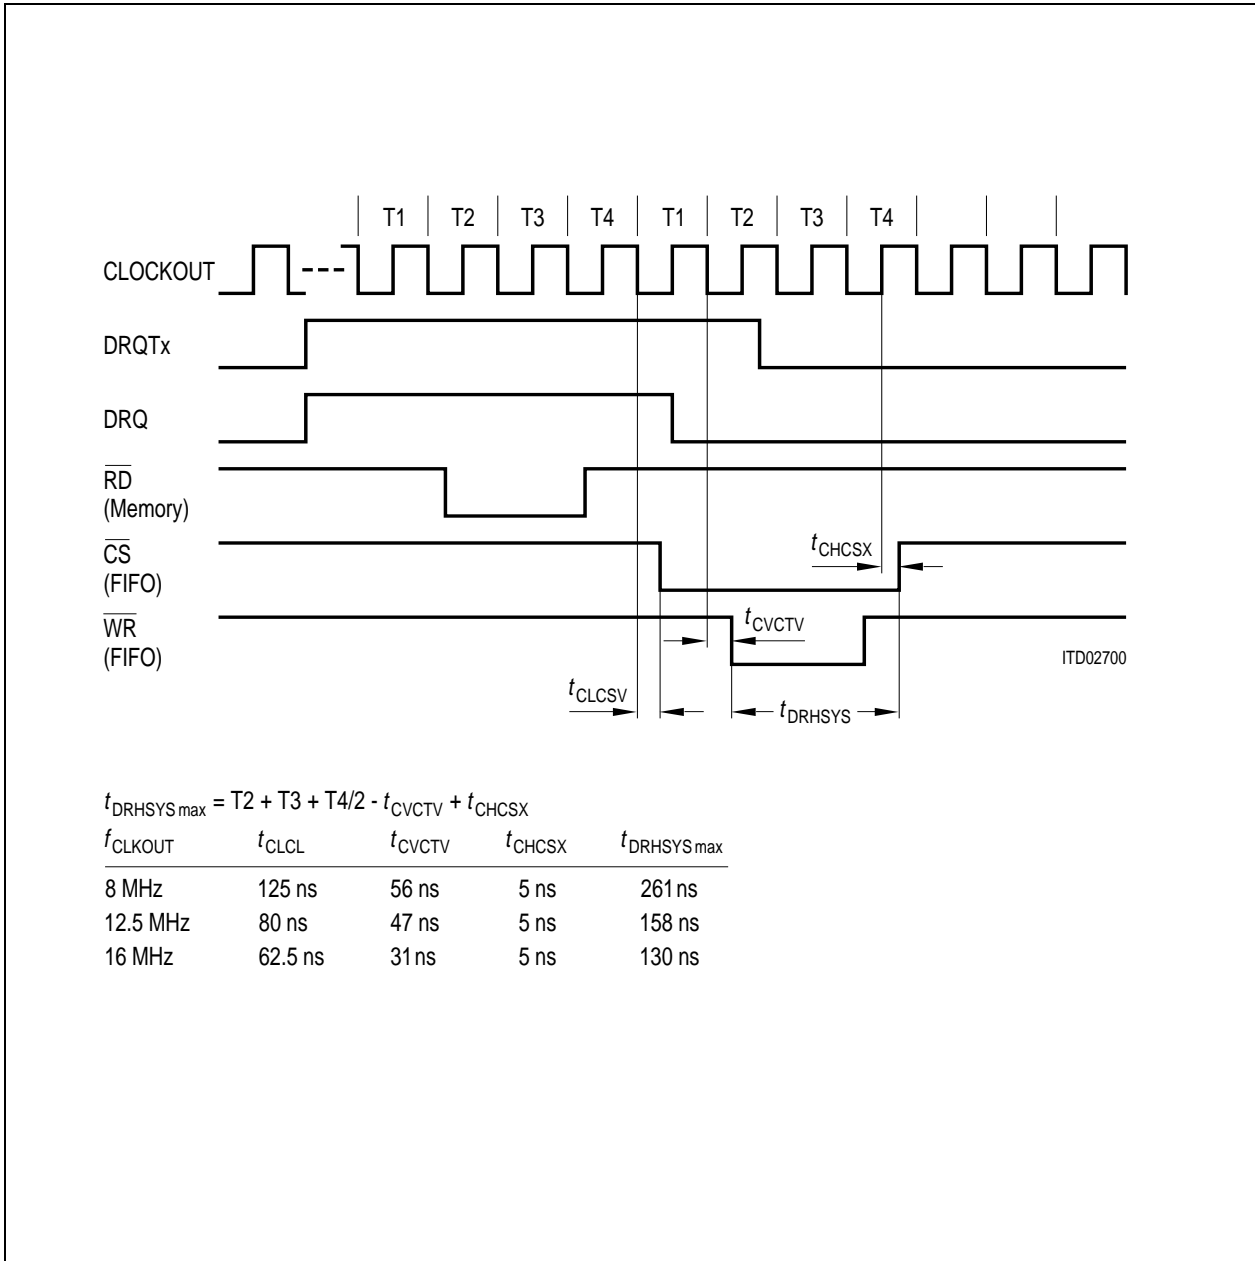 T1 T2 T3 T4 T1 T2 T3 T4
CLOCKOUT
DRQTx
DRQ
RD
(Memory)
CS
(FIFO)
tCHCSX
WR
(FIFO)
tCVCTV
ITD02700
tCLCSV
tDRHSYS
tDRHSYS max = T2 + T3 + T4/2 - tCVCTV + tCHCSX
fCLKOUT tCLCL tCVCTV tCHCSX tDRHSYS max
8 MHz 125 ns 56 ns 5 ns 261 ns
12.5 MHz 80 ns 47 ns 5 ns 158 ns
16 MHz 62.5 ns 31 ns 5 ns 130 ns